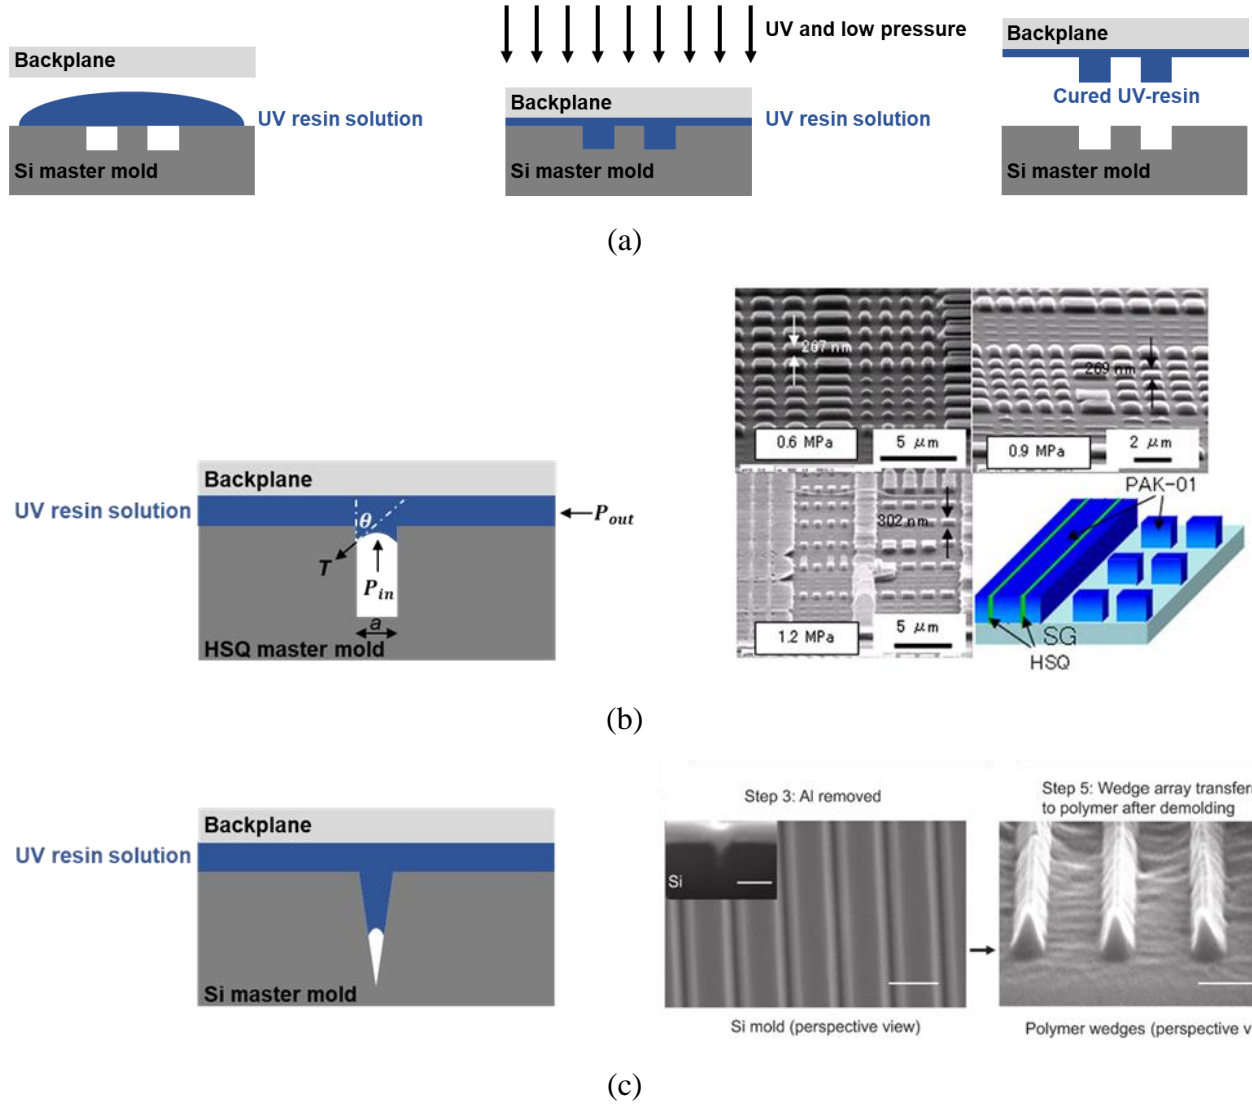 Backplane
UV resin solution
Si master mold
UV and low pressure
Backplane
UV resin solution
Si master mold
Backplane
Cured UV-resin
Si master mold
(a)
Backplane
UV resin solution
θ
P_out
T
P_in
a
HSQ master mold
267 nm
0.6 MPa
5 μm
269 nm
0.9 MPa
2 μm
302 nm
1.2 MPa
5 μm
PAK-01
SG
HSQ
(b)
Backplane
UV resin solution
Si master mold
Step 3: Al removed
Si
Si mold (perspective view)
Step 5: Wedge array transfer
to polymer after demolding
Polymer wedges (perspective v
(c)